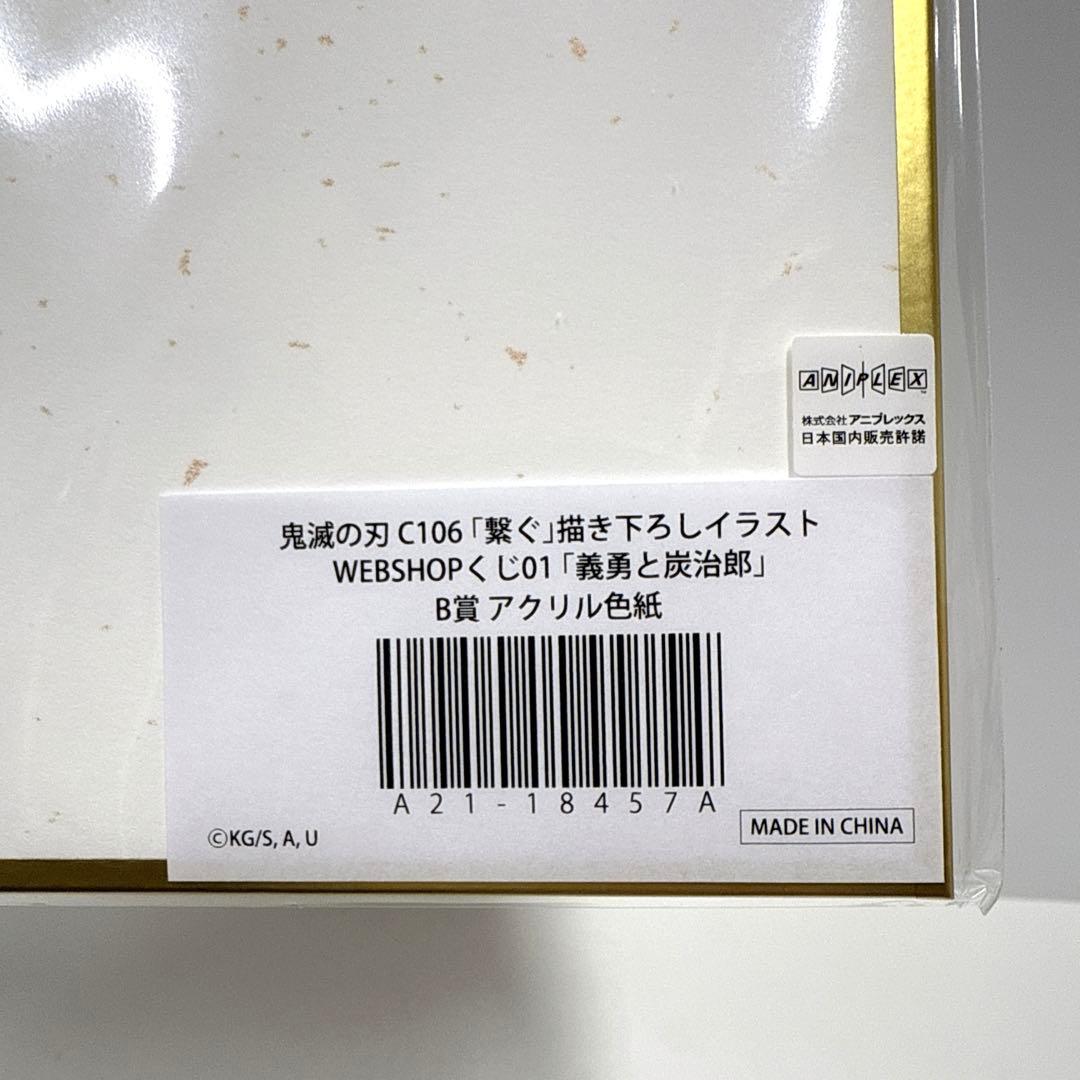 ANIPLEX
株式会社アニプレックス
日本国内販売許諾
鬼滅の刃 C106「繋ぐ」描き下ろしイラスト
WEBSHOPくじ01「義勇と炭治郎」
B賞 アクリル色紙
A21-18457A
©KG/S, A, U
MADE IN CHINA